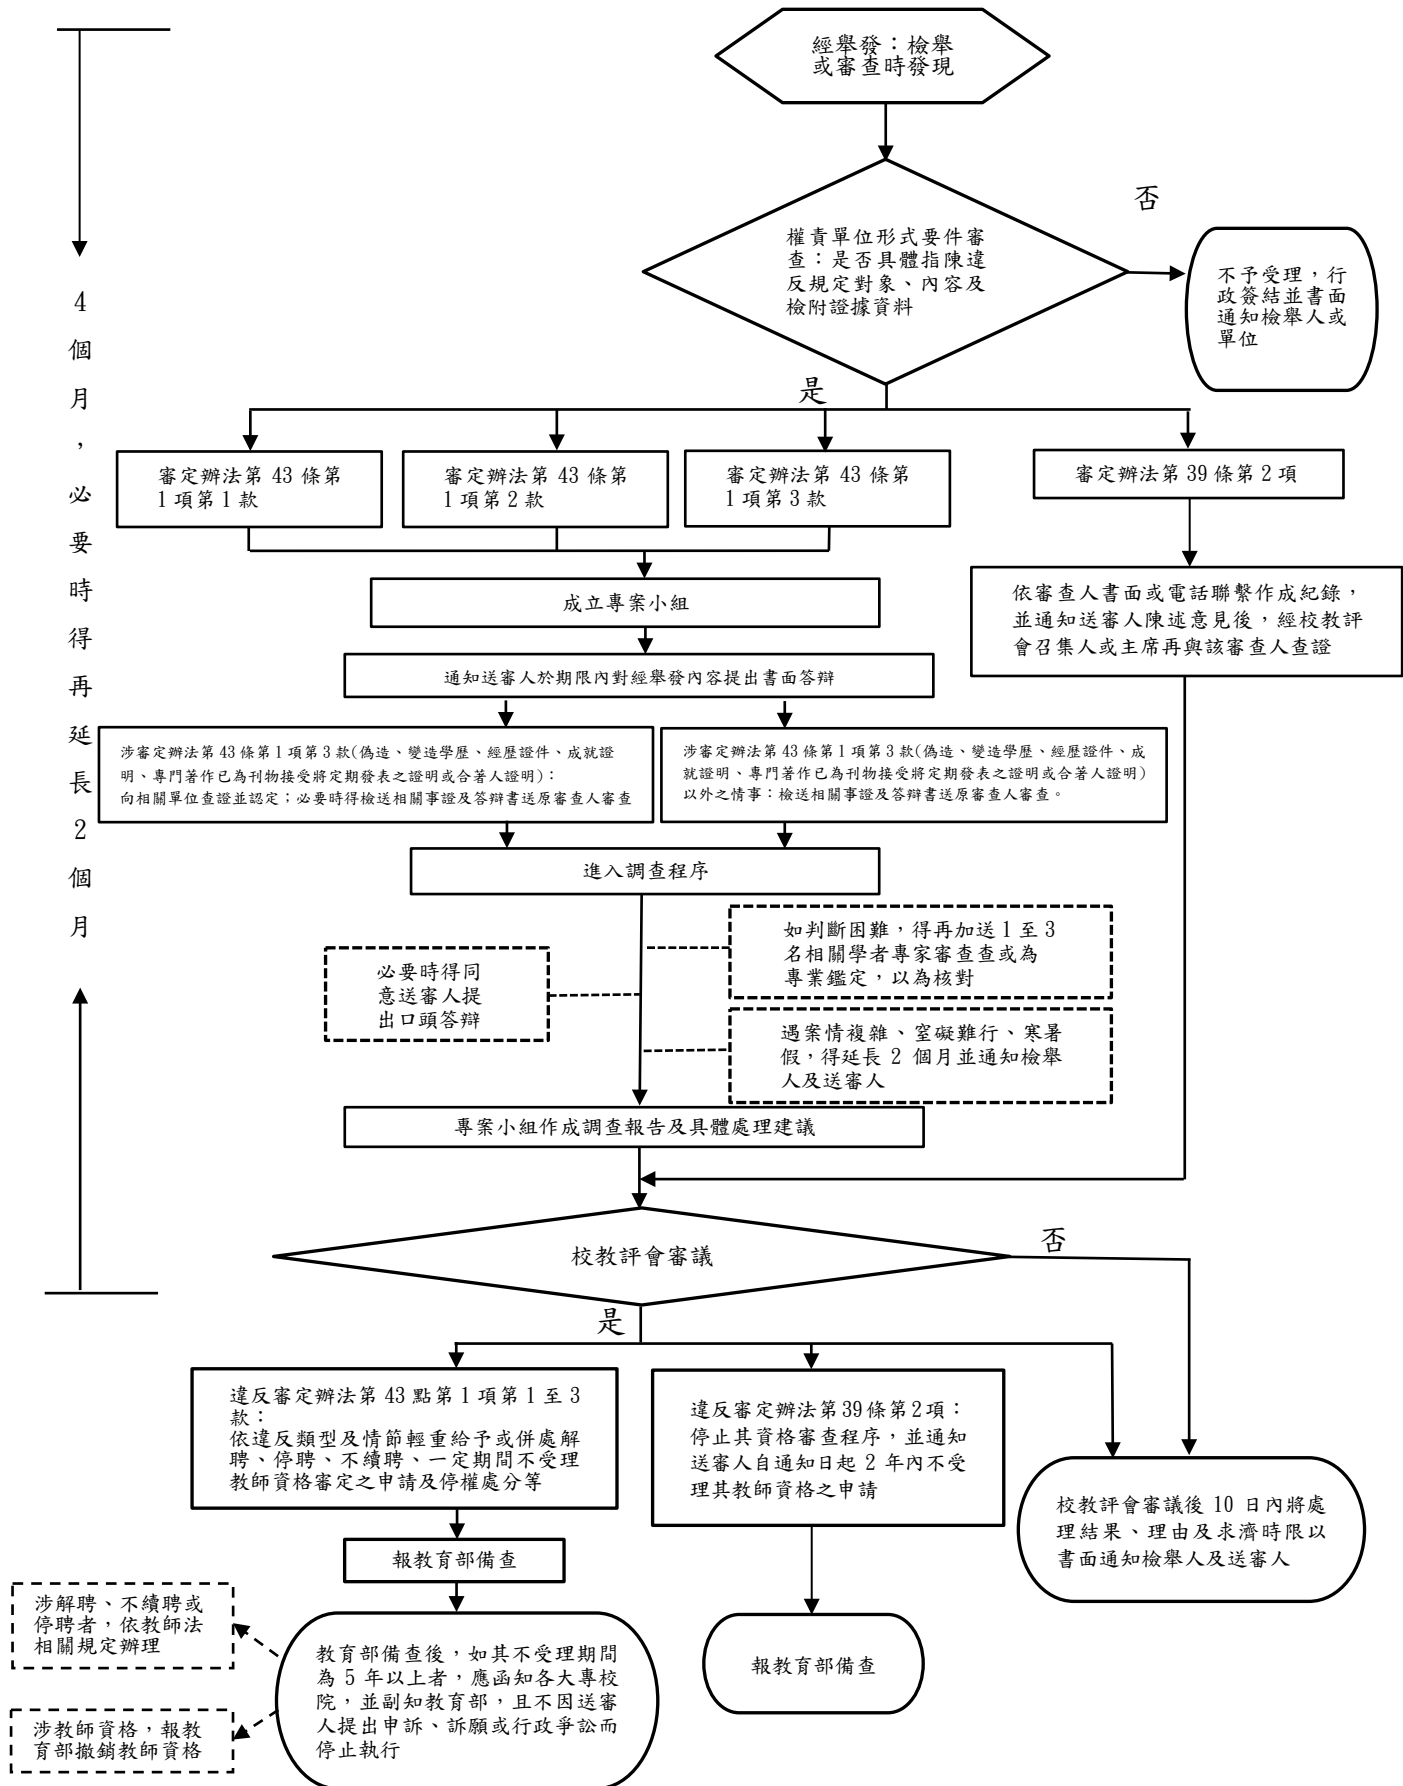 經舉發：檢舉
或審查時發現
否
權責單位形式要件審
查：是否具體指陳違
反規定對象、內容及
檢附證據資料
不予受理，行
政簽結並書面
通知檢舉人或
單位
是
4個月，必要時得再延長2個月
審定辦法第 43 條第
1 項第 1 款
審定辦法第 43 條第
1 項第 2 款
審定辦法第 43 條第
1 項第 3 款
審定辦法第 39 條第 2 項
成立專案小組
依審查人書面或電話聯繫作成紀錄，
並通知送審人陳述意見後，經校教評
會召集人或主席再與該審查人查證
通知送審人於期限內對經舉發內容提出書面答辯
涉審定辦法第 43 條第 1 項第 3 款(偽造、變造學歷、經歷證件、成就證
明、專門著作已為刊物接受將定期發表之證明或合著人證明)：
向相關單位查證並認定；必要時得檢送相關事證及答辯書送原審查人審查
涉審定辦法第 43 條第 1 項第 3 款(偽造、變造學歷、經歷證件、成
就證明、專門著作已為刊物接受將定期發表之證明或合著人證明)
以外之情事：檢送相關事證及答辯書送原審查人審查。
進入調查程序
如判斷困難，得再加送 1 至 3
名相關學者專家審查查或為
專業鑑定，以為核對
必要時得同
意送審人提
出口頭答辯
遇案情複雜、窒礙難行、寒暑
假，得延長 2 個月並通知檢舉
人及送審人
專案小組作成調查報告及具體處理建議
校教評會審議
否
是
違反審定辦法第 43 點第 1 項第 1 至 3
款：
依違反類型及情節輕重給予或併處解
聘、停聘、不續聘、一定期間不受理
教師資格審定之申請及停權處分等
違反審定辦法第39條第2項：
停止其資格審查程序，並通知
送審人自通知日起 2 年內不受
理其教師資格之申請
校教評會審議後 10 日內將處
理結果、理由及求濟時限以
書面通知檢舉人及送審人
報教育部備查
涉解聘、不續聘或
停聘者，依教師法
相關規定辦理
教育部備查後，如其不受理期間
為 5 年以上者，應函知各大專校
院，並副知教育部，且不因送審
人提出申訴、訴願或行政爭訟而
停止執行
報教育部備查
涉教師資格，報教
育部撤銷教師資格